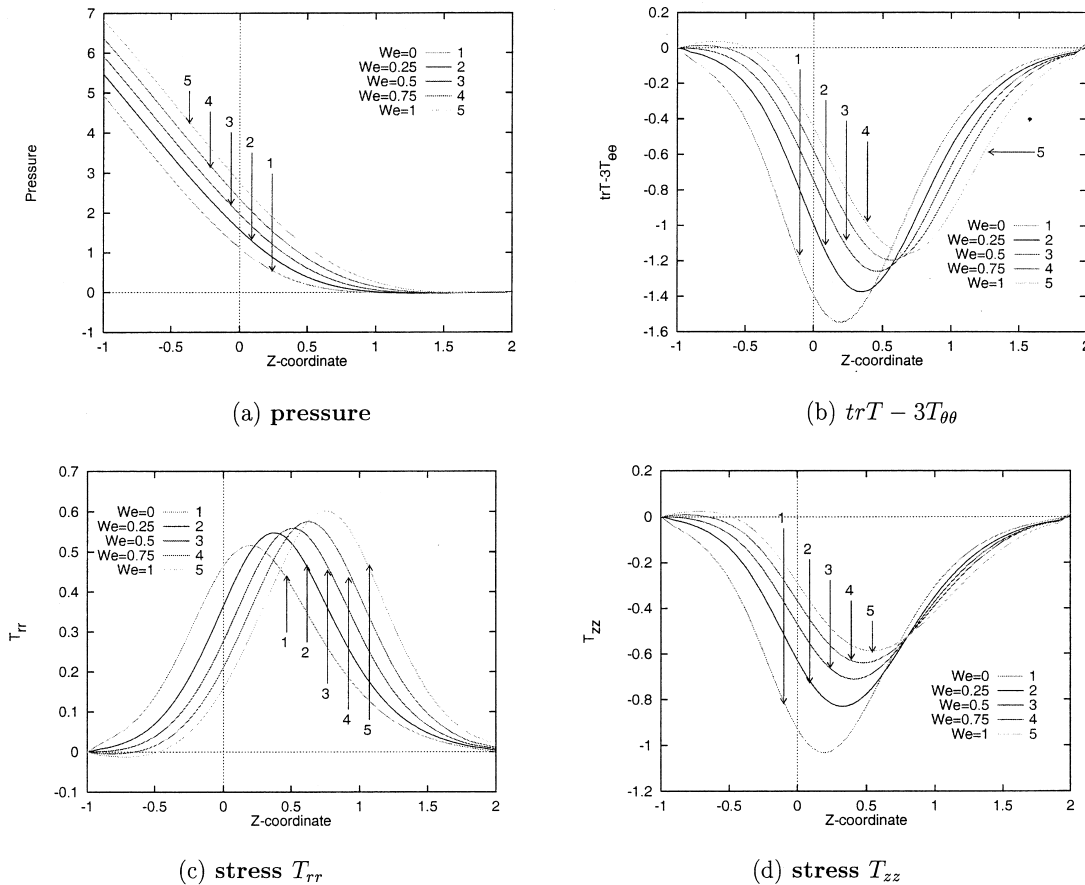 7
6
5
4
3
2
1
0
-1
Pressure
We=0 1
We=0.25 2
We=0.5 3
We=0.75 4
We=1 5
5
4
3
2
1
-1 -0.5 0 0.5 1 1.5 2
Z-coordinate
(a) pressure
0.2
0
-0.2
-0.4
-0.6
-0.8
-1
-1.2
-1.4
-1.6
trT-3Tθθ
1
2
3
4
5
We=0 1
We=0.25 2
We=0.5 3
We=0.75 4
We=1 5
-1 -0.5 0 0.5 1 1.5 2
Z-coordinate
(b) trT − 3Tθθ
0.7
0.6
0.5
0.4
0.3
0.2
0.1
0
-0.1
Trr
We=0 1
We=0.25 2
We=0.5 3
We=0.75 4
We=1 5
1
2
3
4
5
-1 -0.5 0 0.5 1 1.5 2
Z-coordinate
(c) stress Trr
0.2
0
-0.2
-0.4
-0.6
-0.8
-1
-1.2
Tzz
1
2
3
4
5
We=0 1
We=0.25 2
We=0.5 3
We=0.75 4
We=1 5
-1 -0.5 0 0.5 1 1.5 2
Z-coordinate
(d) stress Tzz